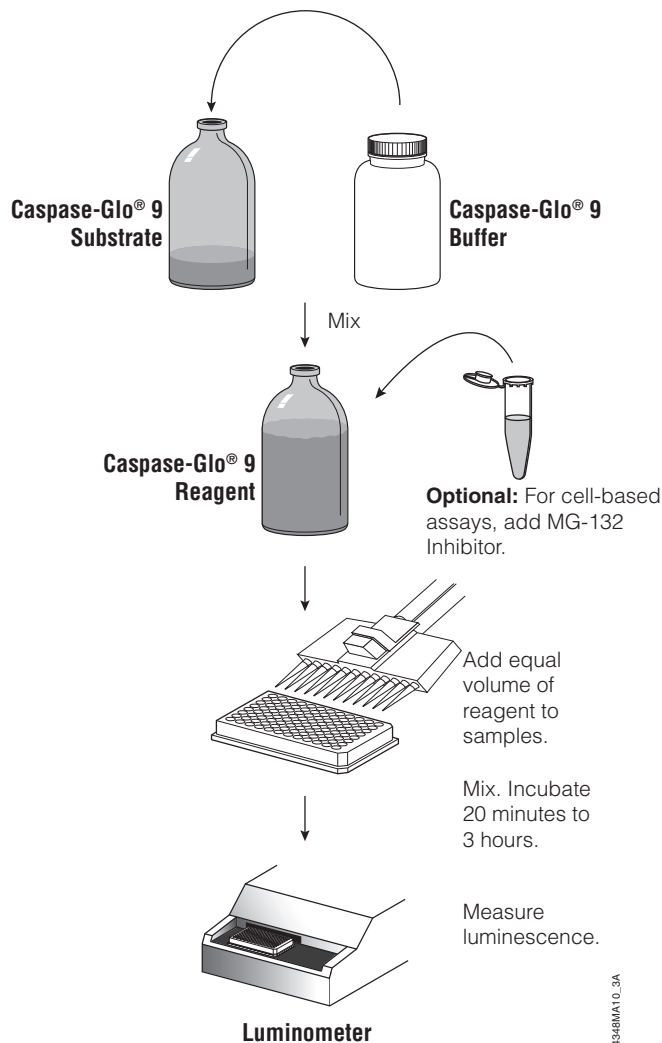 Caspase-Glo® 9
Substrate
Caspase-Glo® 9
Buffer
Mix
Caspase-Glo® 9
Reagent
Optional: For cell-based
assays, add MG-132
Inhibitor.
Add equal
volume of
reagent to
samples.
Mix. Incubate
20 minutes to
3 hours.
Measure
luminescence.
Luminometer
4348MA10_3A